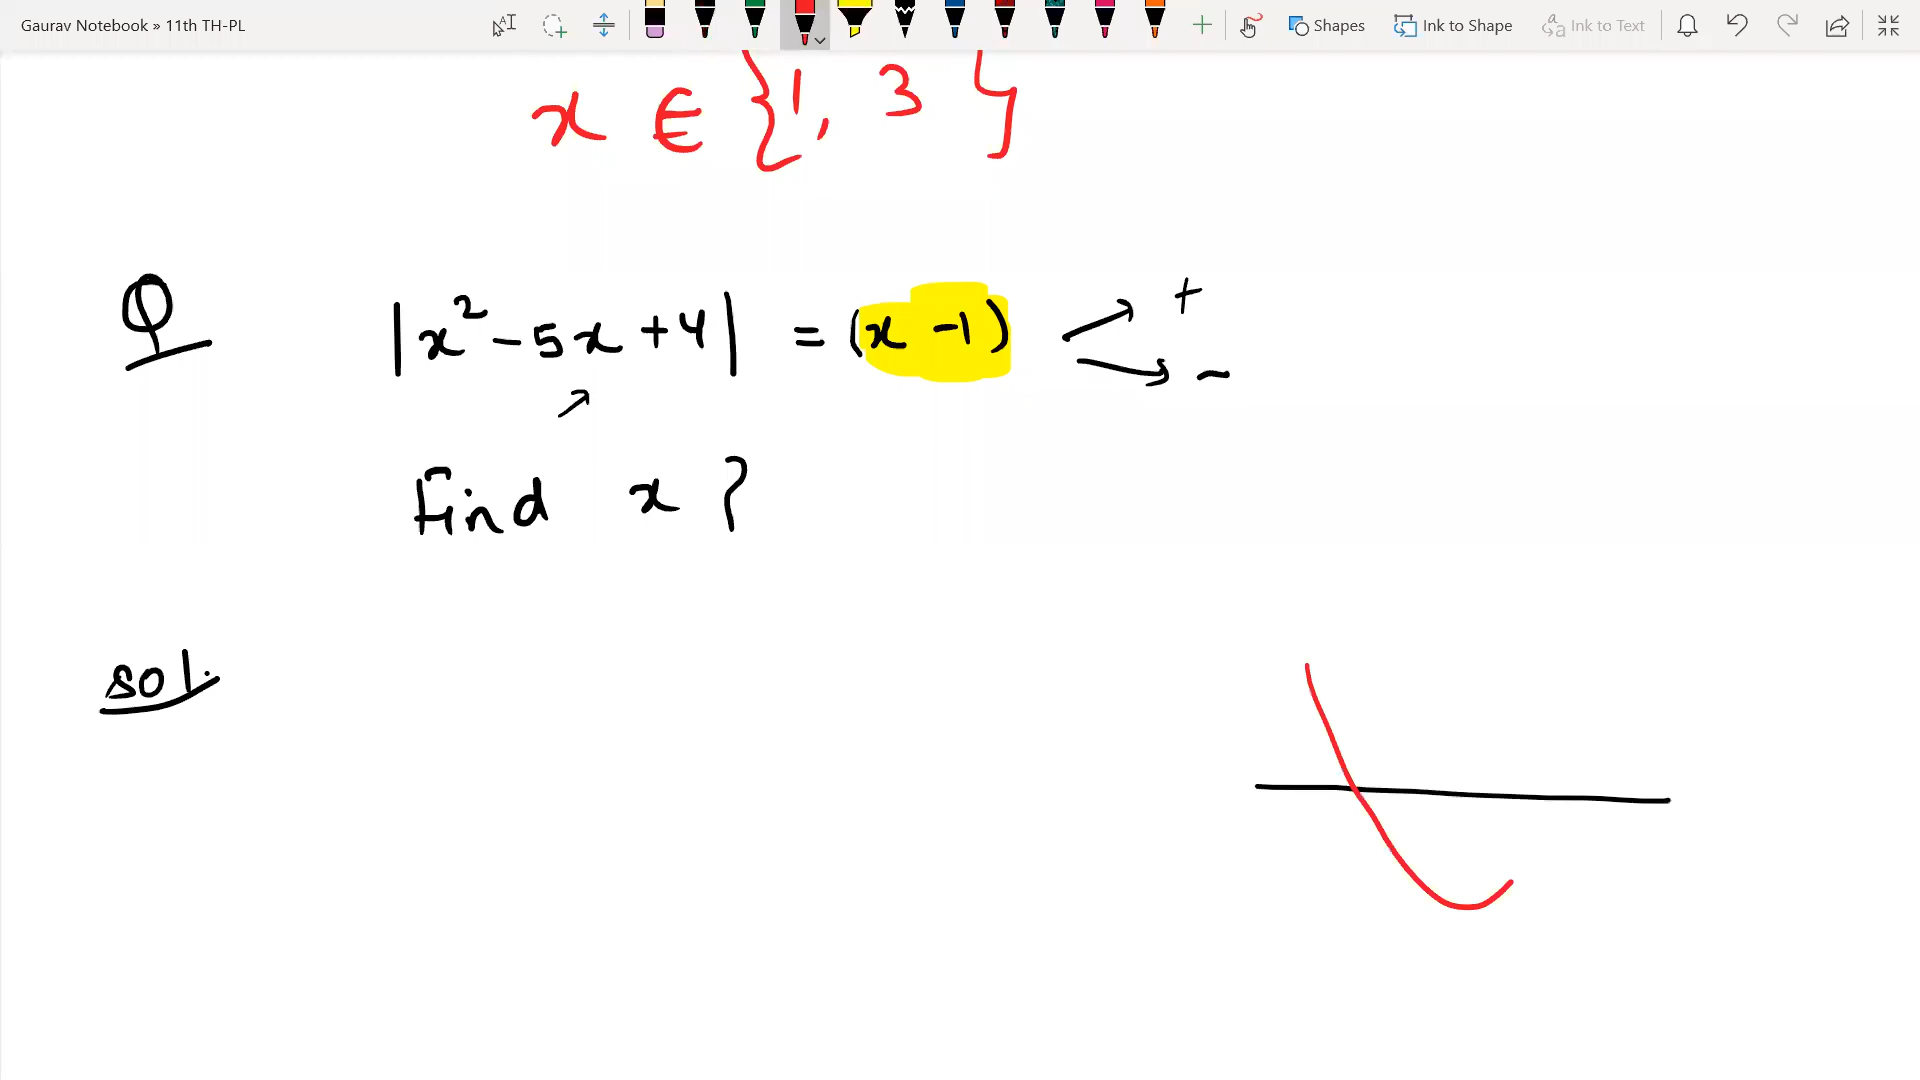 Gaurav Notebook » 11th TH-PL Shapes Ink to Shape Ink to Text
x ∈ {1, 3}
Q |x² - 5x + 4| = (x - 1) +
-
Find x ?
Sol.